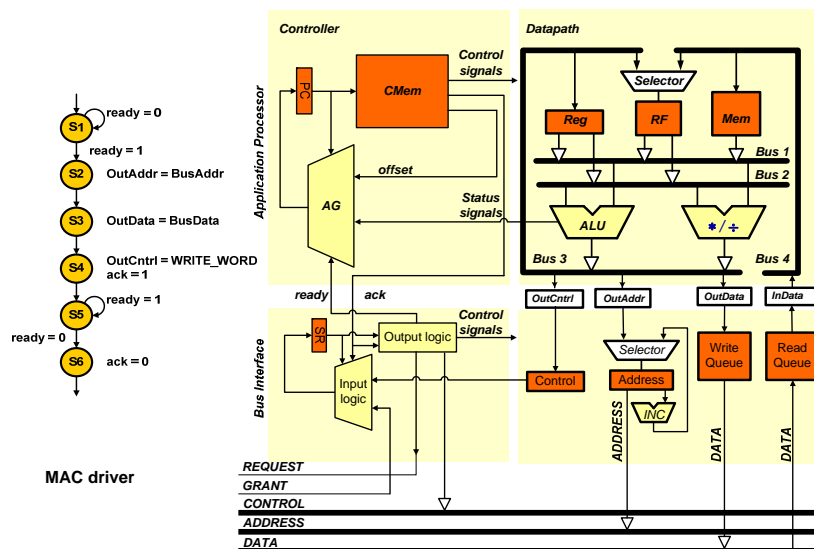 Controller
Datapath
Application Processor
Bus Interface
PC
CMem
Control
signals
Selector
Reg
RF
Mem
Bus 1
Bus 2
offset
AG
Status
signals
ALU
* / ÷
Bus 3
Bus 4
ready
ack
OutCntrl
OutAddr
OutData
InData
SR
Output logic
Control
signals
Input
logic
Control
Selector
Address
INC
Write
Queue
Read
Queue
ADDRESS
DATA
DATA
REQUEST
GRANT
CONTROL
ADDRESS
DATA
ready = 0
S1
ready = 1
S2
OutAddr = BusAddr
S3
OutData = BusData
S4
OutCntrl = WRITE_WORD
ack = 1
ready = 1
S5
ready = 0
S6
ack = 0
MAC driver